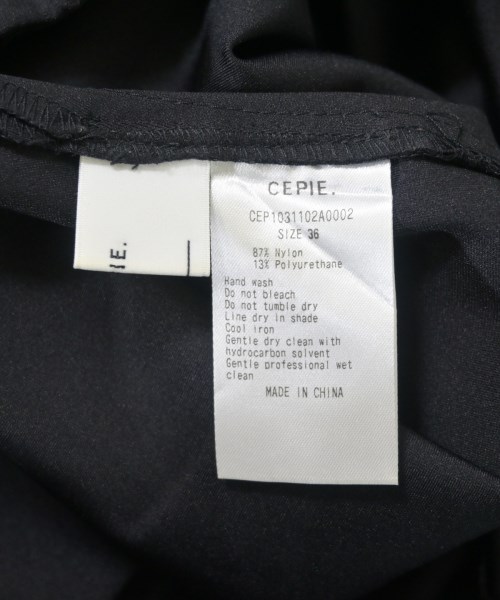 CEPIE.
CEP1031102A0002
SIZE 36
87% Nylon
13% Polyurethane
Hand wash
Do not bleach
Do not tumble dry
Line dry in shade
Cool iron
Gentle dry clean with
hydrocarbon solvent
Gentle professional wet
clean
MADE IN CHINA
IE.